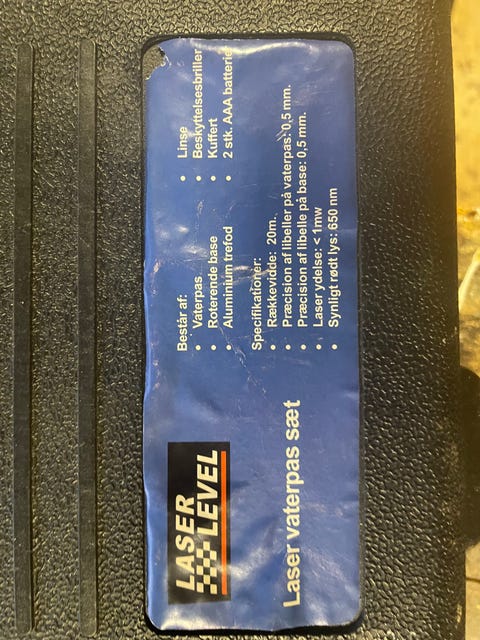 LASER
LEVEL
Laser vaterpas sæt
Består af:
• Vaterpas
• Roterende base
• Aluminium trefod
• Linse
• Beskyttelsesbriller
• Kuffert
• 2 stk. AAA batterier
Specifikationer:
• Rækkevidde: 20m.
• Præcision af libeller på vaterpas: 0,5 mm.
• Præcision af libelle på base: 0,5 mm.
• Laser ydelse: < 1mw
• Synligt rødt lys: 650 nm